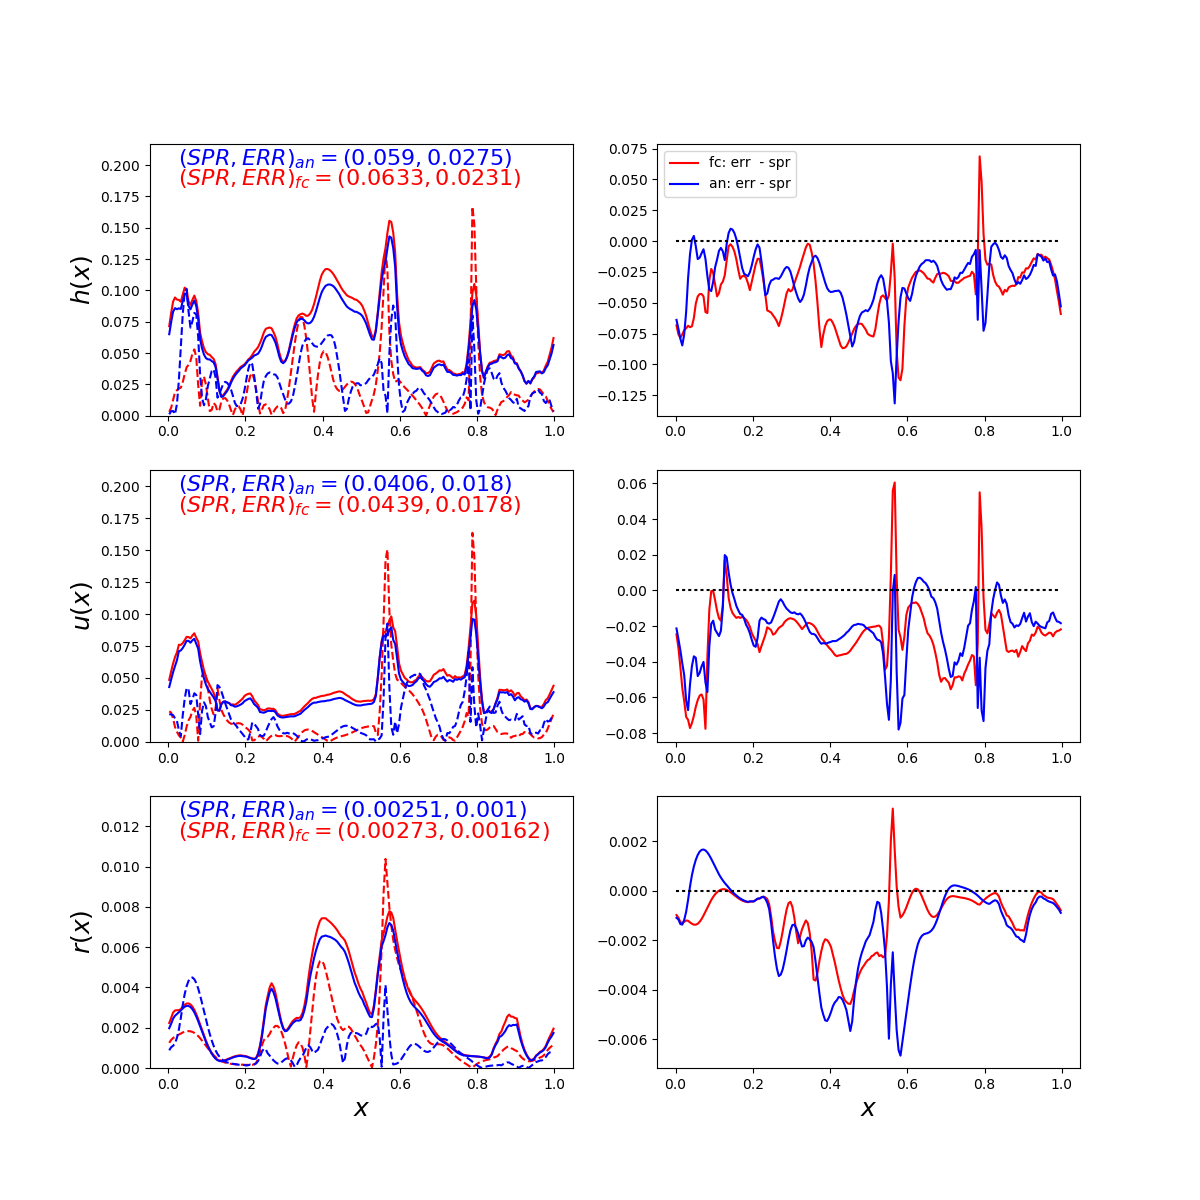 (SPR, ERR)an = (0.059, 0.0275)
(SPR, ERR)fc = (0.0633, 0.0231)
h(x)
0.200
0.175
0.150
0.125
0.100
0.075
0.050
0.025
0.000
0.0 0.2 0.4 0.6 0.8 1.0
fc: err - spr
an: err - spr
0.075
0.050
0.025
0.000
−0.025
−0.050
−0.075
−0.100
−0.125
0.0 0.2 0.4 0.6 0.8 1.0
(SPR, ERR)an = (0.0406, 0.018)
(SPR, ERR)fc = (0.0439, 0.0178)
u(x)
0.200
0.175
0.150
0.125
0.100
0.075
0.050
0.025
0.000
0.0 0.2 0.4 0.6 0.8 1.0
0.06
0.04
0.02
0.00
−0.02
−0.04
−0.06
−0.08
0.0 0.2 0.4 0.6 0.8 1.0
(SPR, ERR)an = (0.00251, 0.001)
(SPR, ERR)fc = (0.00273, 0.00162)
r(x)
0.012
0.010
0.008
0.006
0.004
0.002
0.000
0.0 0.2 0.4 0.6 0.8 1.0
x
0.002
0.000
−0.002
−0.004
−0.006
0.0 0.2 0.4 0.6 0.8 1.0
x